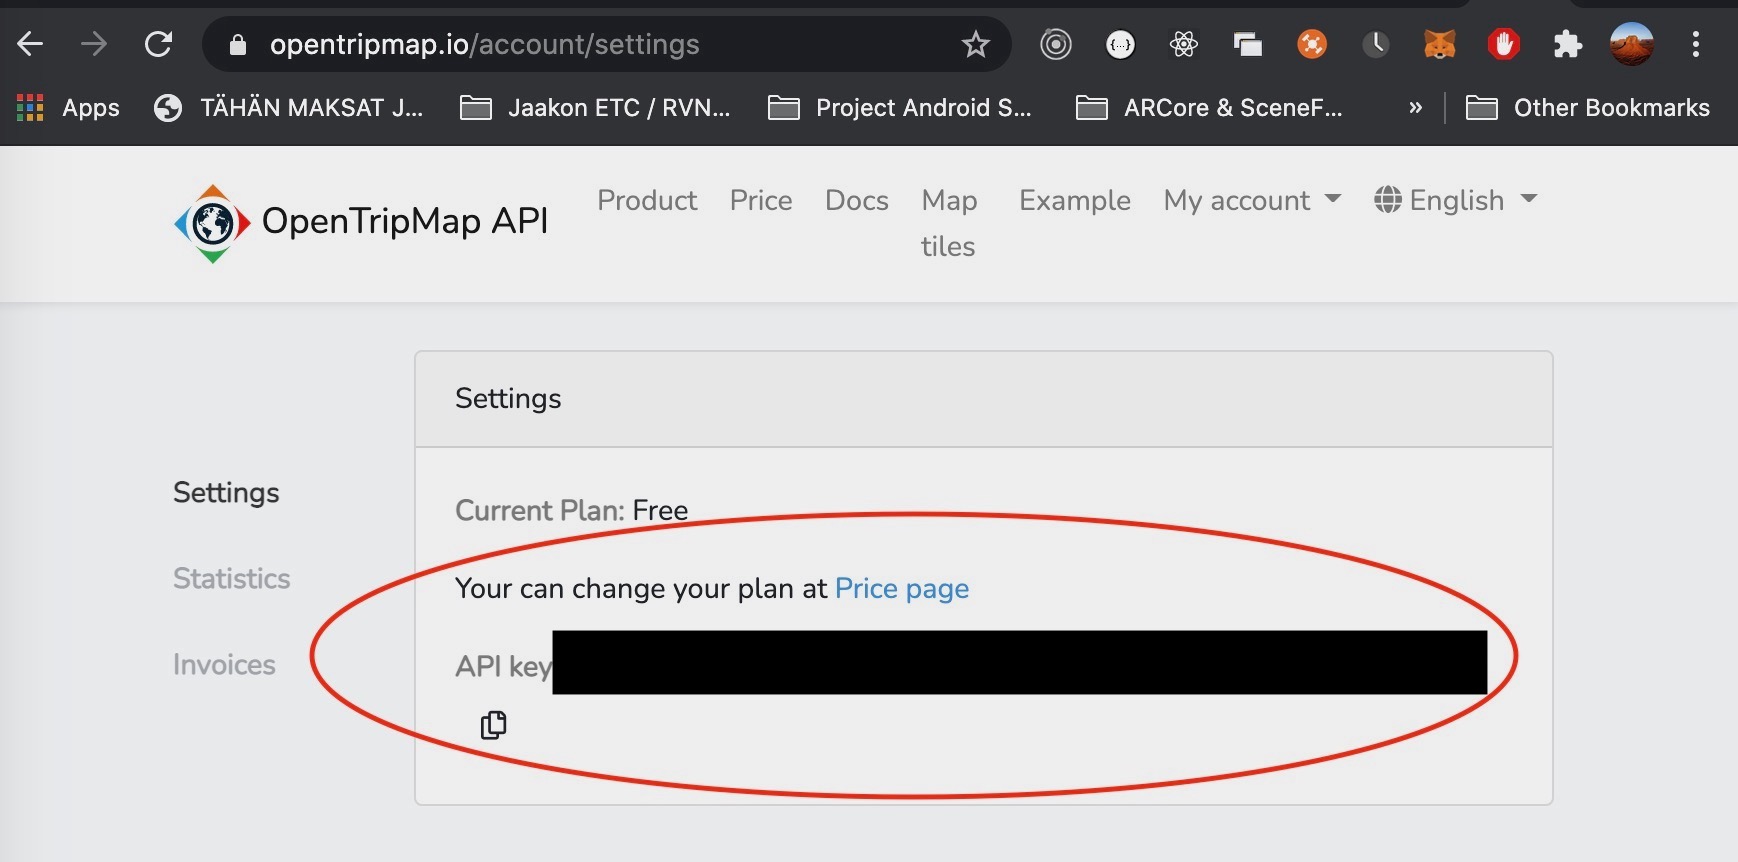 opentripmap.io/account/settings
Apps TÄHÄN MAKSAT J... Jaakon ETC / RVN... Project Android S... ARCore & SceneF... » Other Bookmarks
OpenTripMap API
Product Price Docs Map tiles Example My account English
Settings
Statistics
Invoices
Settings
Current Plan: Free
Your can change your plan at Price page
API key